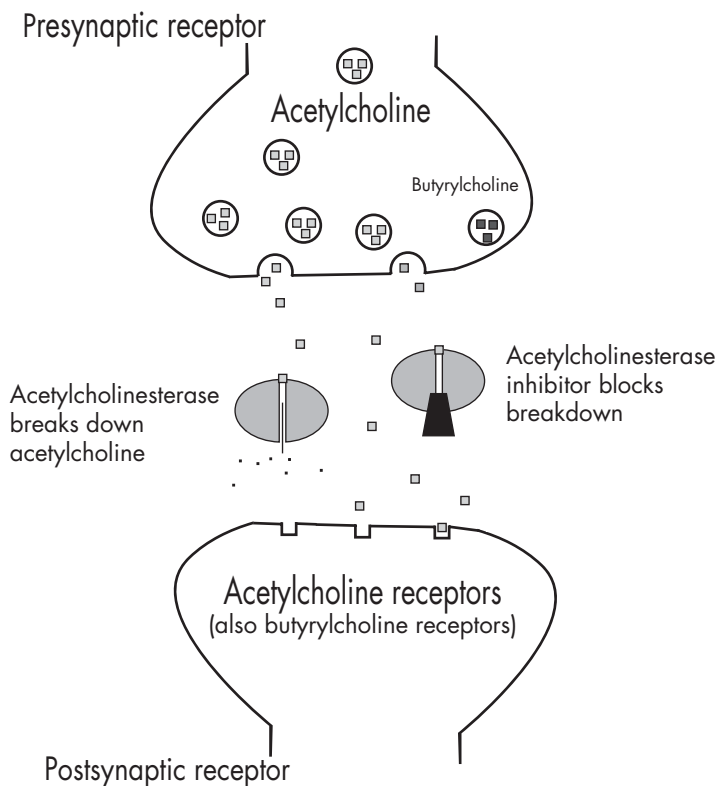 Presynaptic receptor
Acetylcholine
Butyrylcholine
Acetylcholinesterase
inhibitor blocks
breakdown
Acetylcholinesterase
breaks down
acetylcholine
Acetylcholine receptors
(also butyrylcholine receptors)
Postsynaptic receptor